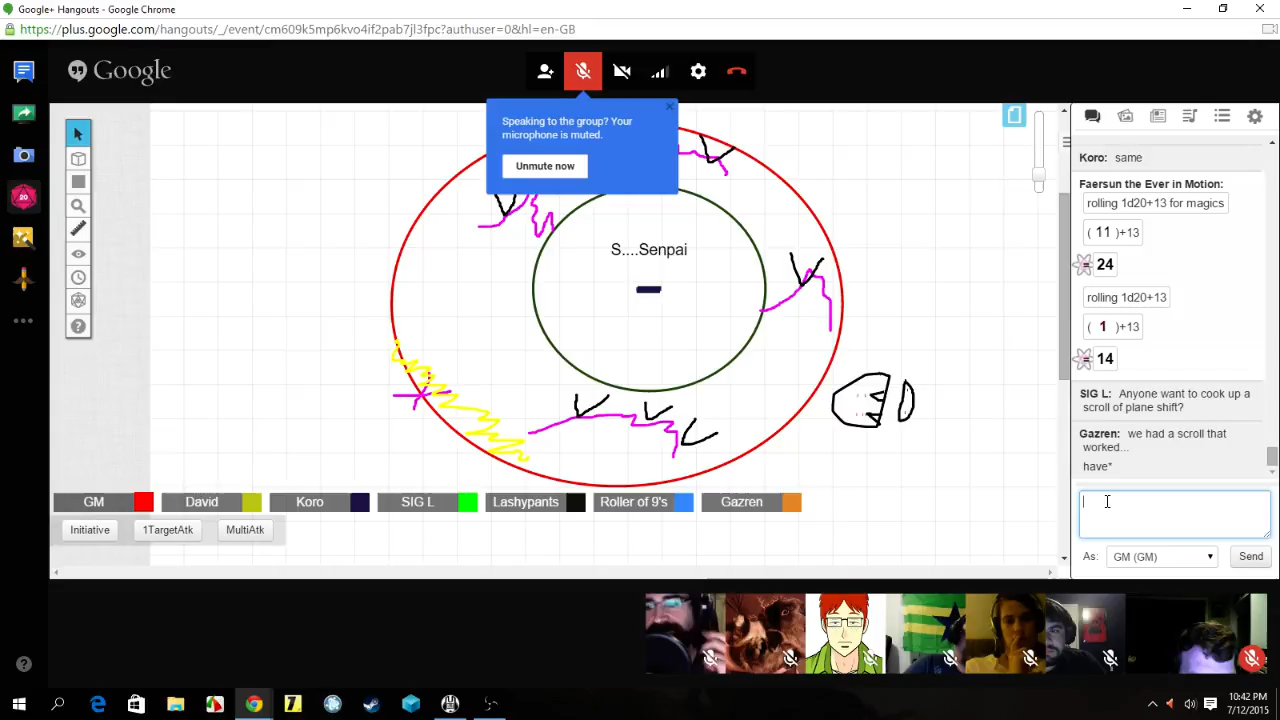 Google+ Hangouts - Google Chrome
https://plus.google.com/hangouts/_/event/cm609k5mp6kvo4if2pab7jl3fpc?authuser=0&hl=en-GB
Google
Speaking to the group? Your
microphone is muted.
Unmute now
S....Senpai
20
GM
David
Koro
SIG L
Lashypants
Roller of 9's
Gazren
Initiative
1TargetAtk
MultiAtk
Koro: same
Faersun the Ever in Motion:
rolling 1d20+13 for magics
( 11 )+13
= 24
rolling 1d20+13
( 1 )+13
= 14
SIG L: Anyone want to cook up a
scroll of plane shift?
Gazren: we had a scroll that
worked...
have*
As: GM (GM) Send
10:42 PM
7/12/2015